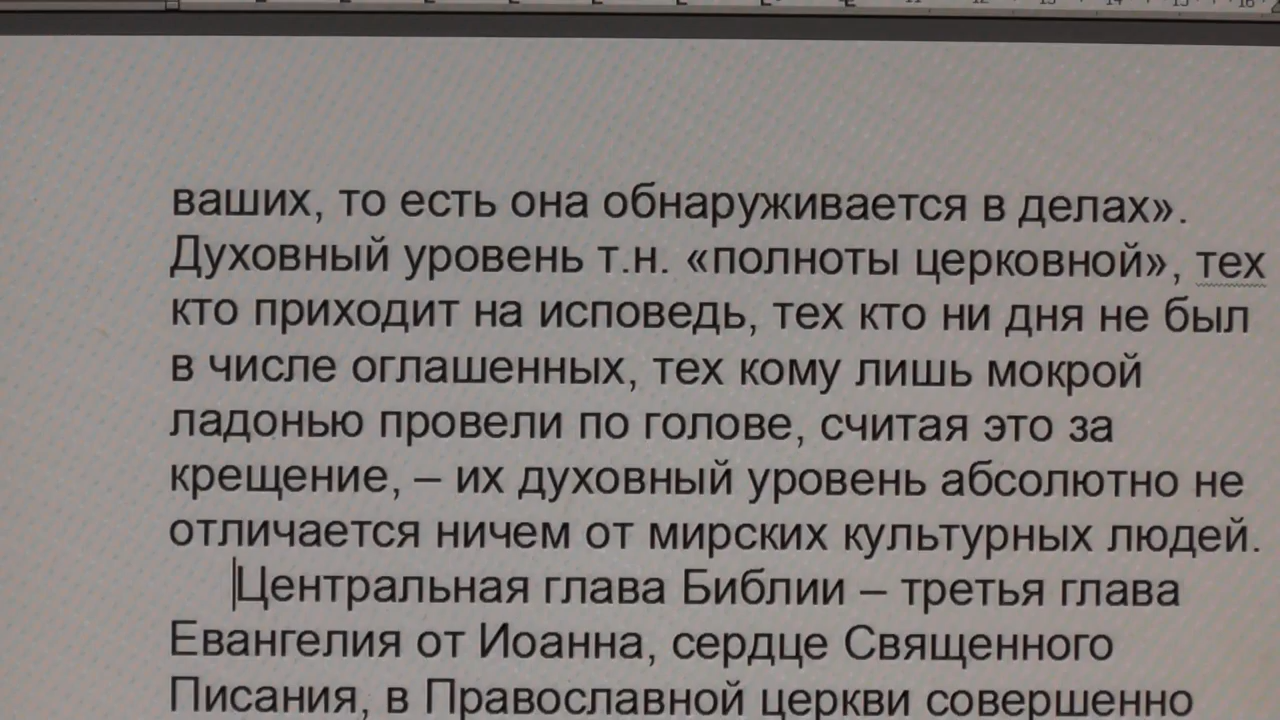 ваших, то есть она обнаруживается в делах».
Духовный уровень т.н. «полноты церковной», тех
кто приходит на исповедь, тех кто ни дня не был
в числе оглашенных, тех кому лишь мокрой
ладонью провели по голове, считая это за
крещение, – их духовный уровень абсолютно не
отличается ничем от мирских культурных людей.
Центральная глава Библии – третья глава
Евангелия от Иоанна, сердце Священного
Писания, в Православной церкви совершенно